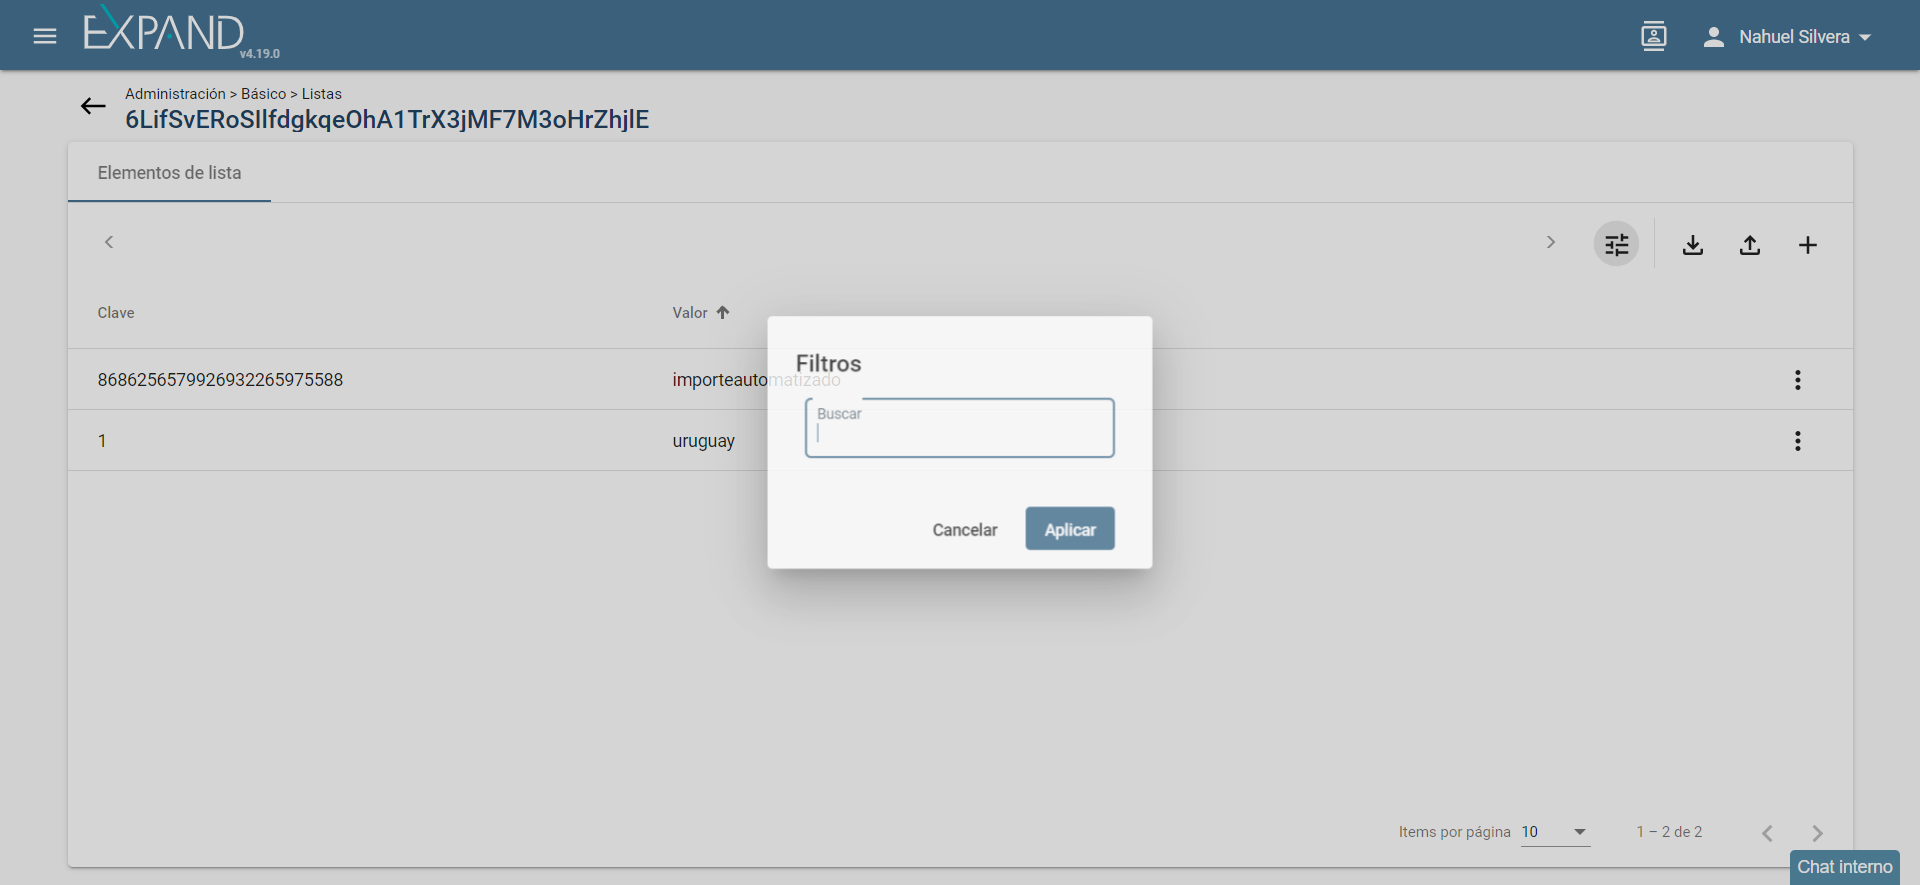 EXPAND
v4.19.0
Nahuel Silvera
Administración > Básico > Listas
6LifSvERoSIlfdgkqeOhA1TrX3jMF7M3oHrZhjlE
Elementos de lista
Clave
Valor
8686256579926932265975588
importeautomatizado
1
uruguay
Filtros
Buscar
Cancelar
Aplicar
Items por página
10
1 – 2 de 2
Chat interno